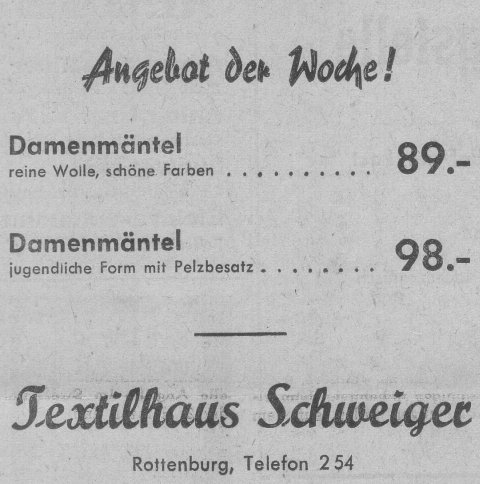 Angebot der Woche!
Damenmäntel
reine Wolle, schöne Farben .......... 89.-
Damenmäntel
jugendliche Form mit Pelzbesatz ........ 98.-
Textilhaus Schweiger
Rottenburg, Telefon 254